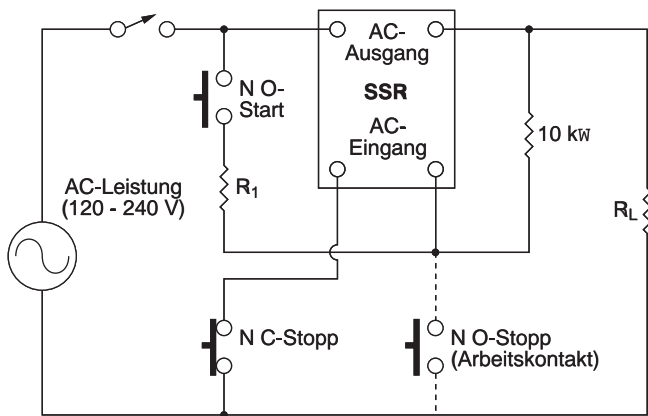 N O-
Start
AC-
Ausgang
SSR
AC-
Eingang
10 kW
AC-Leistung
(120 - 240 V)
R1
RL
N C-Stopp
N O-Stopp
(Arbeitskontakt)